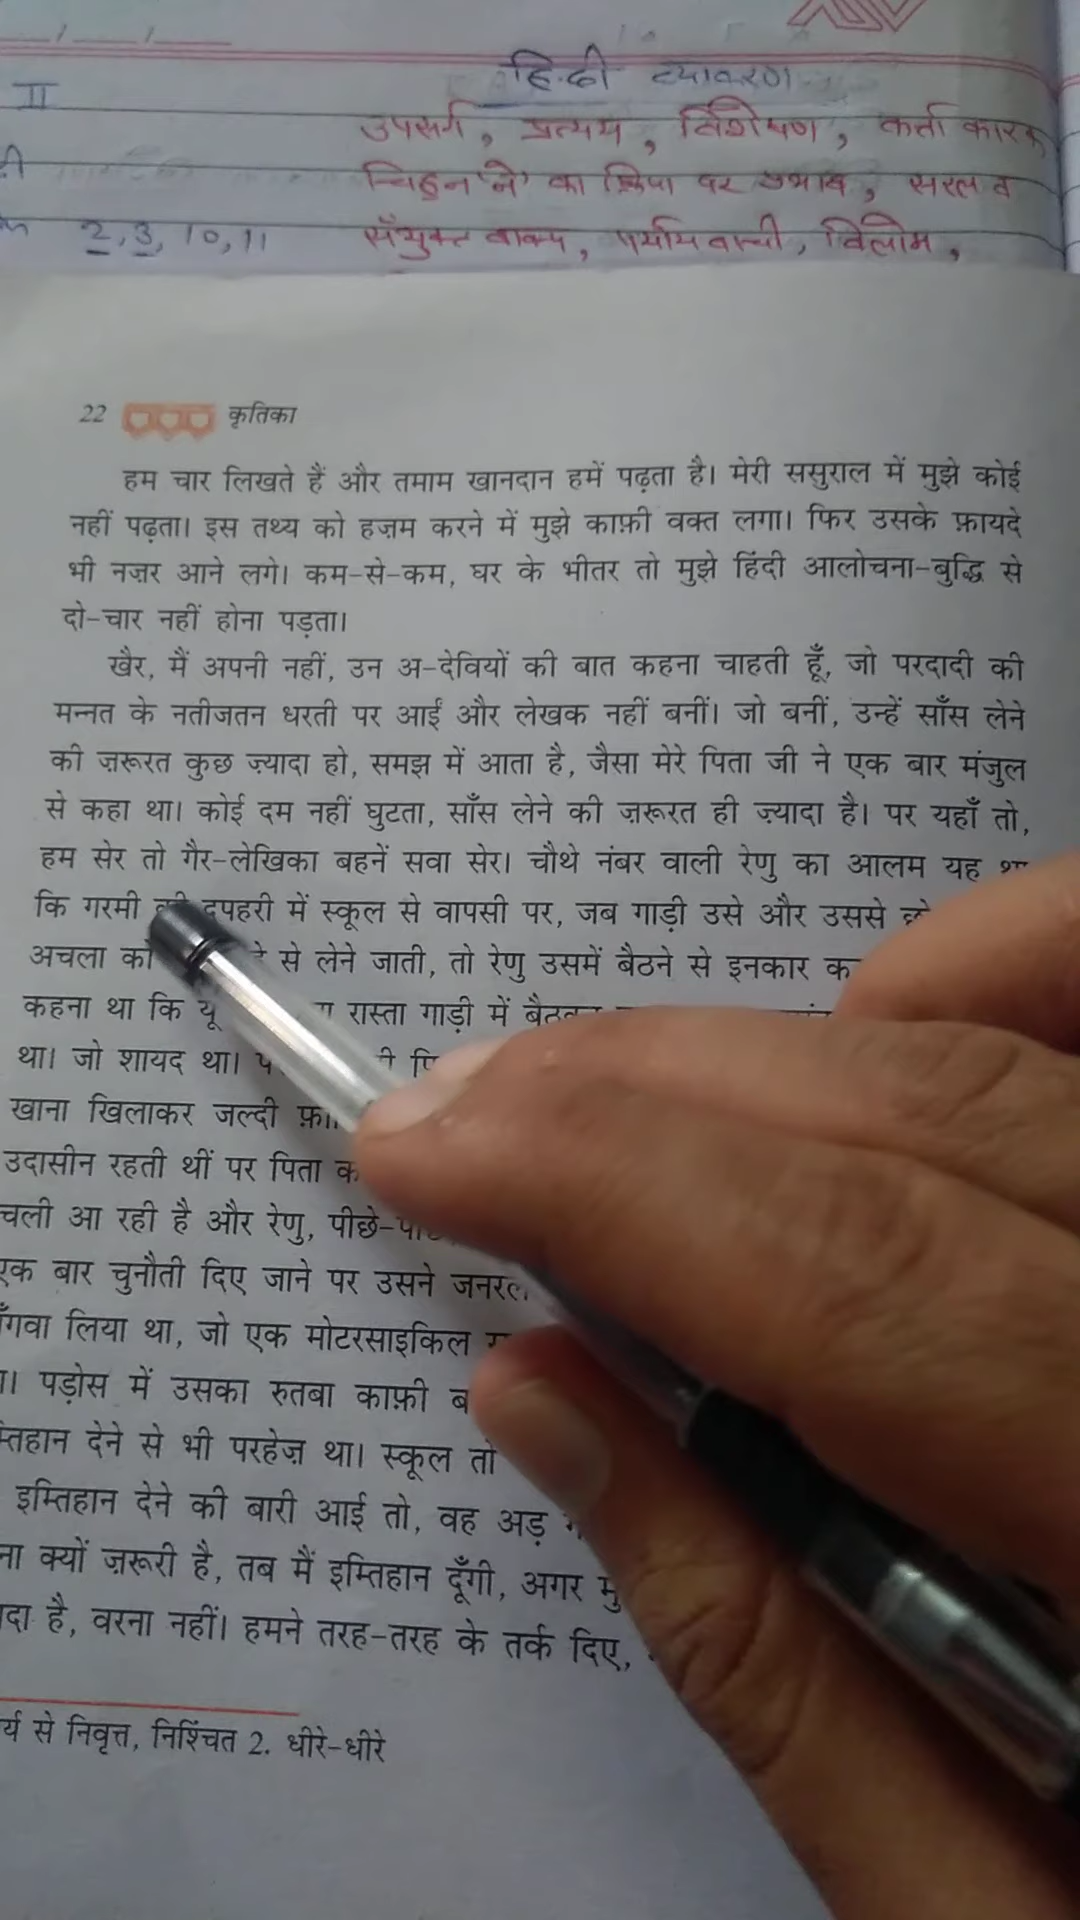 हिन्दी व्याकरण
II
उपसर्ग, प्रत्यय, विशेषण, कर्ता कारक
चिह्न 'ने' का क्रिया पर प्रभाव, सरल व
2, 3, 10, 11 संयुक्त वाक्य, पर्यायवाची, विलोम,
22 कृतिका
हम चार लिखते हैं और तमाम खानदान हमें पढ़ता है। मेरी ससुराल में मुझे कोई
नहीं पढ़ता। इस तथ्य को हज़म करने में मुझे काफ़ी वक्त लगा। फिर उसके फ़ायदे
भी नज़र आने लगे। कम-से-कम, घर के भीतर तो मुझे हिंदी आलोचना-बुद्धि से
दो-चार नहीं होना पड़ता।
खैर, मैं अपनी नहीं, उन अ-देवियों की बात कहना चाहती हूँ, जो परदादी की
मन्नत के नतीजतन धरती पर आईं और लेखक नहीं बनीं। जो बनीं, उन्हें साँस लेने
की ज़रूरत कुछ ज़्यादा हो, समझ में आता है, जैसा मेरे पिता जी ने एक बार मंजुल
से कहा था। कोई दम नहीं घुटता, साँस लेने की ज़रूरत ही ज़्यादा है। पर यहाँ तो,
हम सेर तो गैर-लेखिका बहनें सवा सेर। चौथे नंबर वाली रेणु का आलम यह
कि गरमी की दुपहरी में स्कूल से वापसी पर, जब गाड़ी उसे और उससे
अचला को से लेने जाती, तो रेणु उसमें बैठने से इनकार
कहना था कि रास्ता गाड़ी में
था। जो शायद था।
खाना खिलाकर जल्दी
उदासीन रहती थीं पर पिता
चली आ रही है और रेणु,
एक बार चुनौती दिए जाने पर उसने
लिया था, जो एक मोटरसाइकिल
पड़ोस में उसका रुतबा काफ़ी
देने से भी परहेज़ था। स्कूल तो
इम्तिहान देने की बारी आई तो, वह अड़
क्यों ज़रूरी है, तब मैं इम्तिहान दूँगी, अगर
है, वरना नहीं। हमने तरह-तरह के तर्क दिए,
से निवृत्त, निश्चिंत 2. धीरे-धीरे